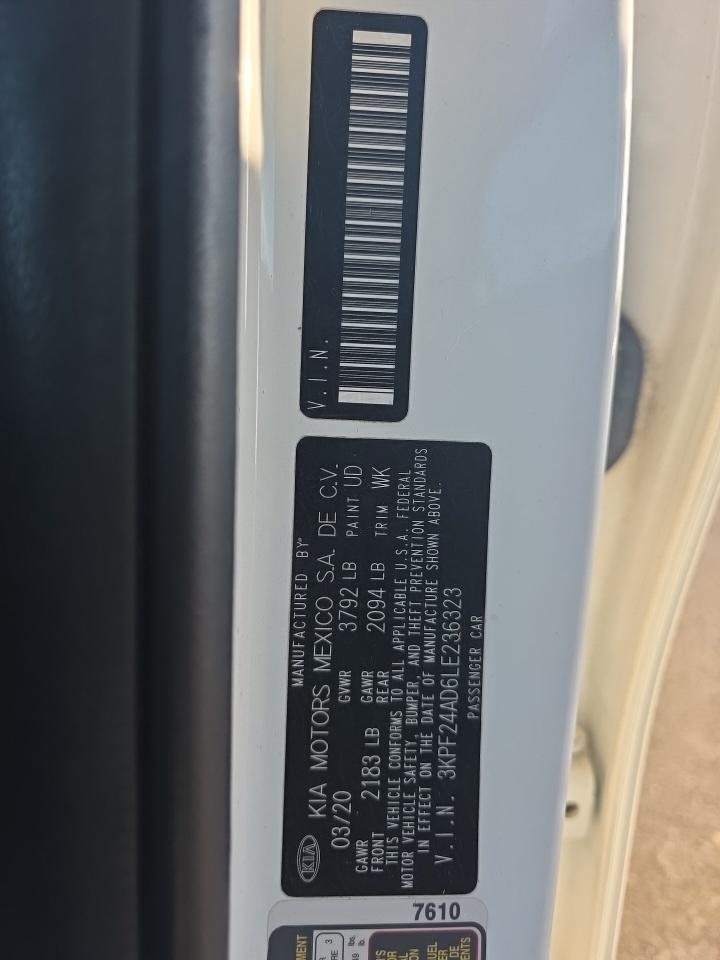 V.I.N.
MANUFACTURED BY
KIA KIA MOTORS MEXICO S.A. DE C.V.
03/20 GVWR 3792 LB PAINT UD
GAWR FRONT 2183 LB GAWR REAR 2094 LB TRIM WK
THIS VEHICLE CONFORMS TO ALL APPLICABLE U.S.A. FEDERAL
MOTOR VEHICLE SAFETY, BUMPER, AND THEFT PREVENTION STANDARDS
IN EFFECT ON THE DATE OF MANUFACTURE SHOWN ABOVE.
V.I.N. 3KPF24AD6LE236323
PASSENGER CAR
7610